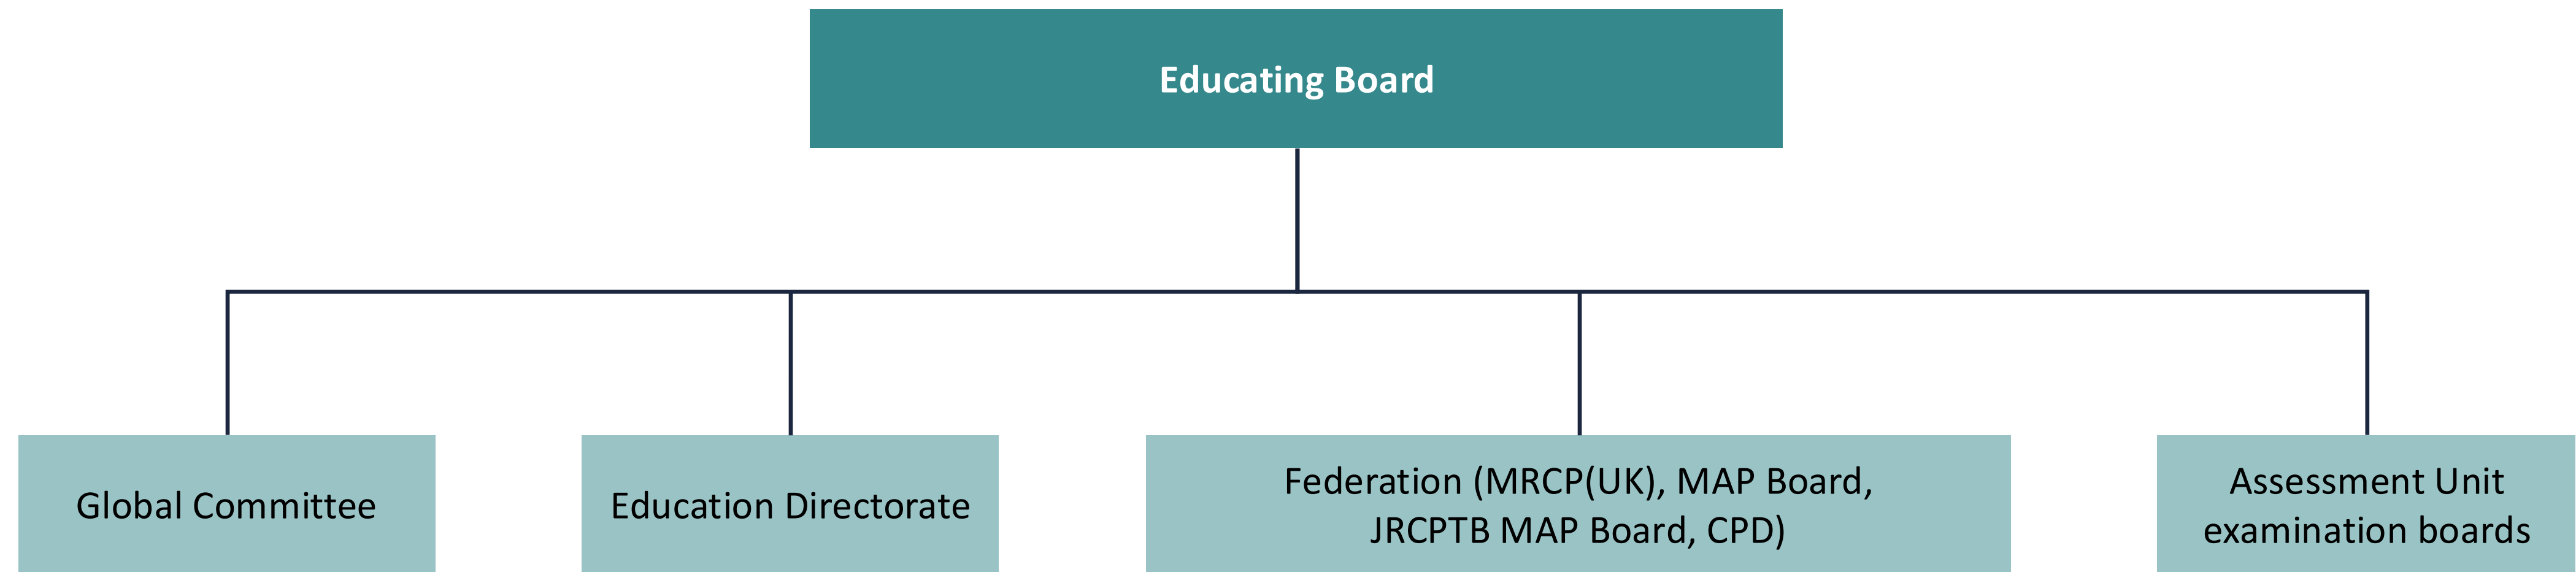 Educating Board
Global Committee
Education Directorate
Federation (MRCP(UK), MAP Board,
JRCPTB MAP Board, CPD)
Assessment Unit
examination boards